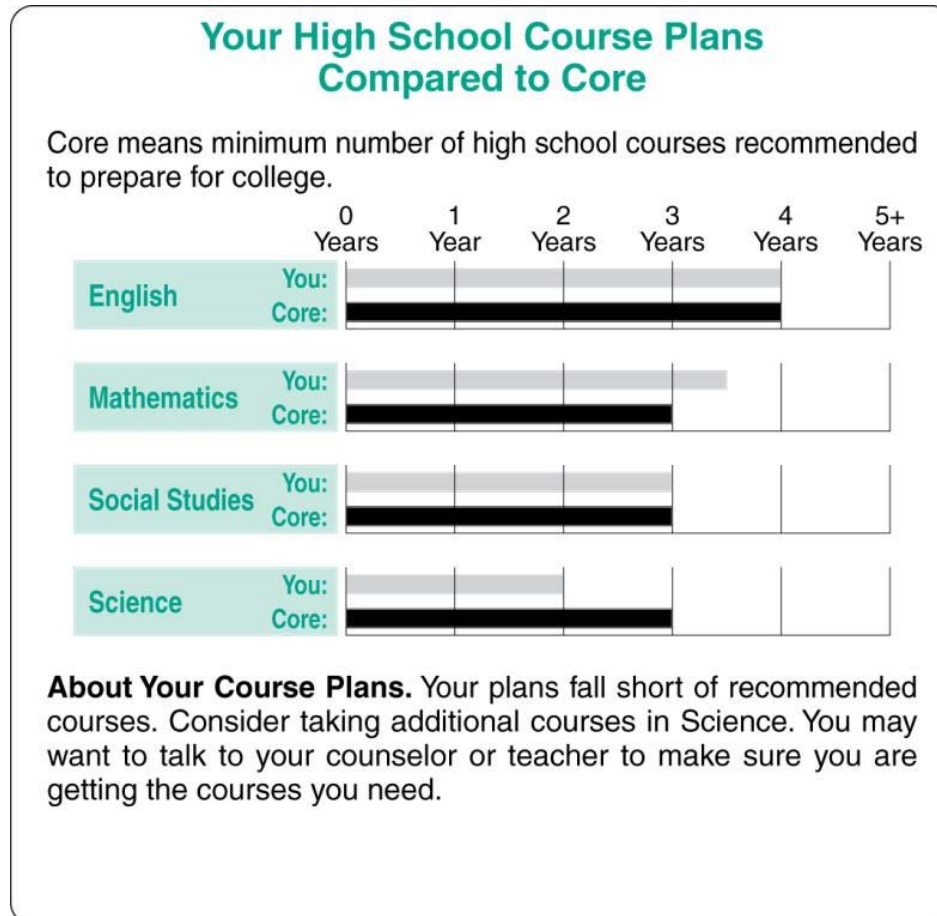 Your High School Course Plans
Compared to Core
Core means minimum number of high school courses recommended
to prepare for college.
0 1 2 3 4 5+
Years Year Years Years Years Years
English You:
Core:
Mathematics You:
Core:
Social Studies You:
Core:
Science You:
Core:
About Your Course Plans. Your plans fall short of recommended
courses. Consider taking additional courses in Science. You may
want to talk to your counselor or teacher to make sure you are
getting the courses you need.